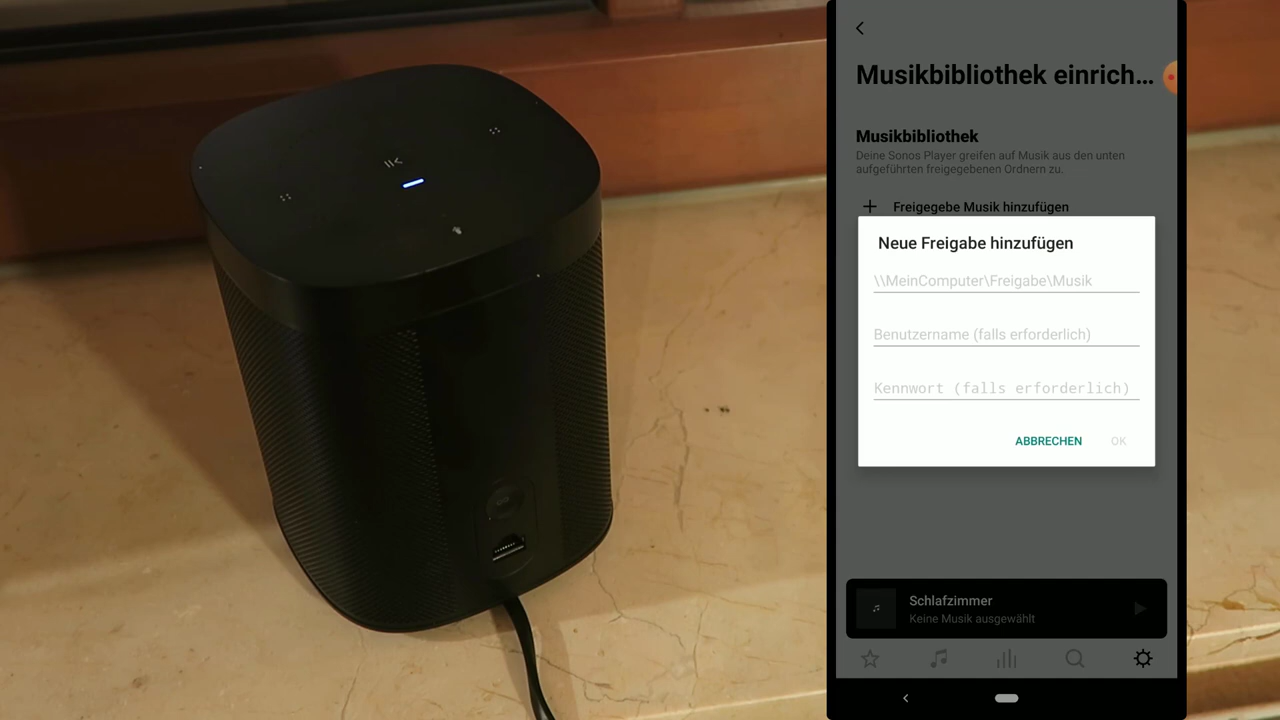 Musikbibliothek einrich...
Musikbibliothek
Deine Sonos Player greifen auf Musik aus den unten
aufgeführten freigegebenen Ordnern zu.
Freigegebe Musik hinzufügen
Neue Freigabe hinzufügen
\\MeinComputer\Freigabe\Musik
Benutzername (falls erforderlich)
Kennwort (falls erforderlich)
ABBRECHEN OK
Schlafzimmer
Keine Musik ausgewählt